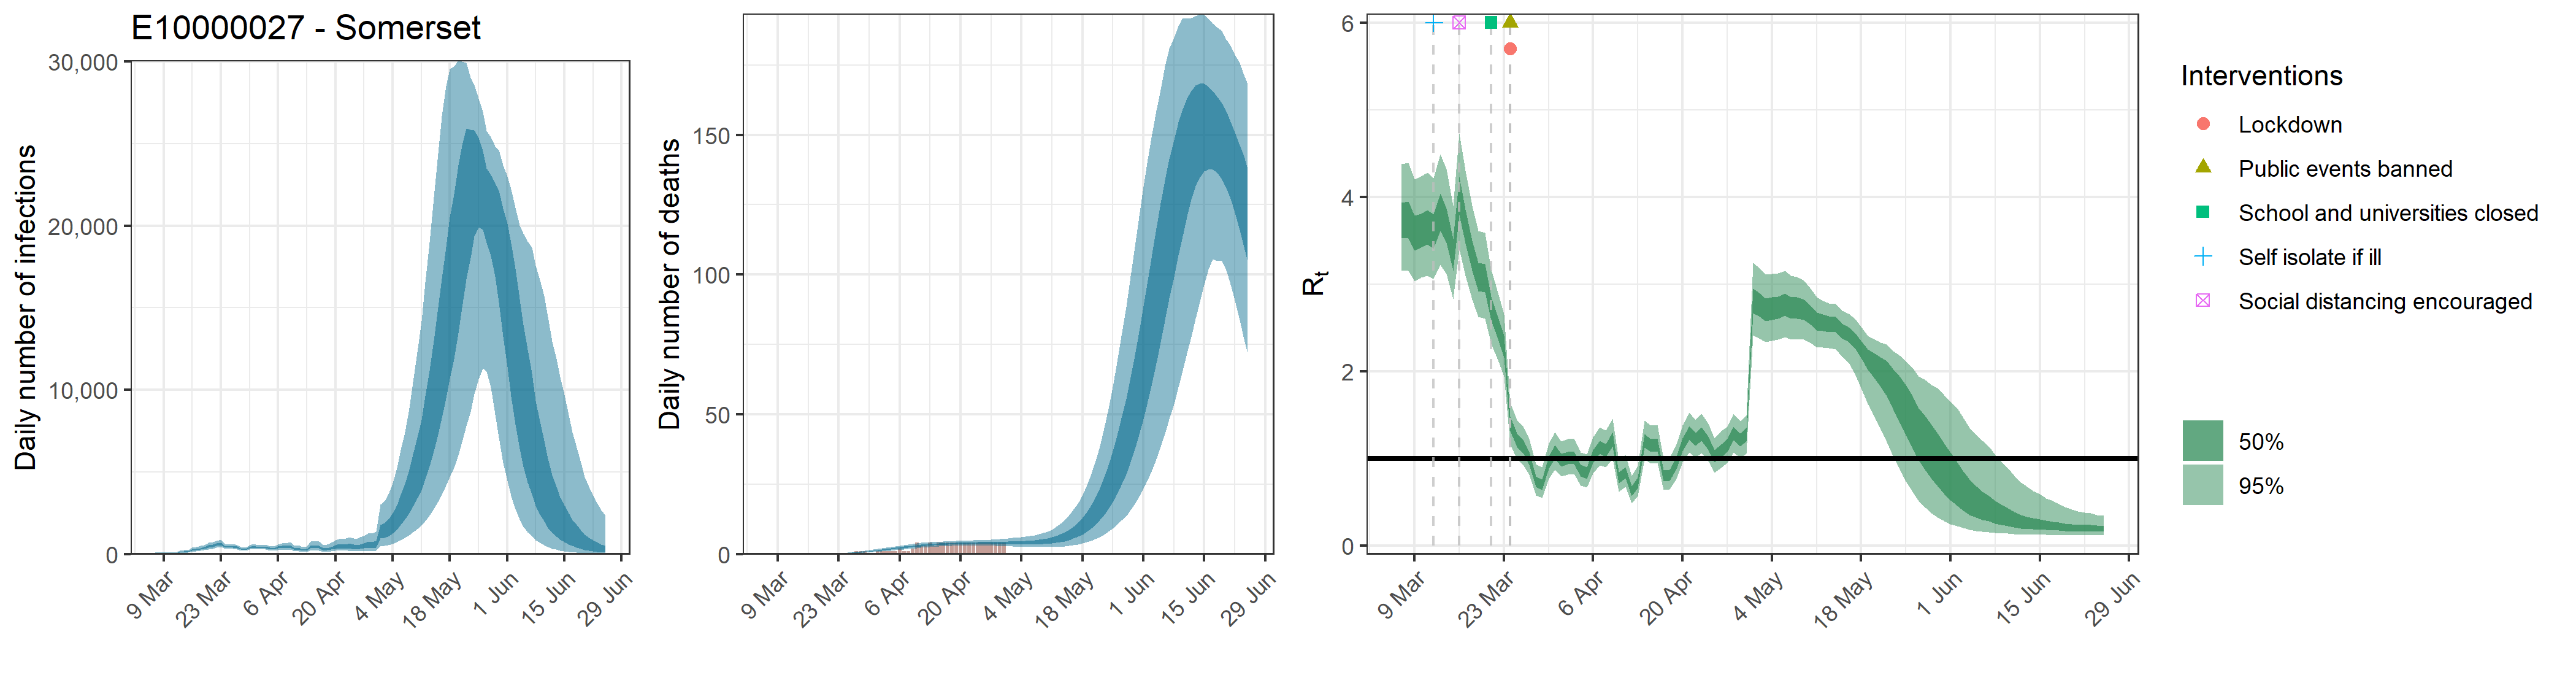 E10000027 - Somerset
Daily number of infections
30,000
20,000
10,000
0
9 Mar
23 Mar
6 Apr
20 Apr
4 May
18 May
1 Jun
15 Jun
29 Jun
Daily number of deaths
150
100
50
0
9 Mar
23 Mar
6 Apr
20 Apr
4 May
18 May
1 Jun
15 Jun
29 Jun
Rt
6
4
2
0
9 Mar
23 Mar
6 Apr
20 Apr
4 May
18 May
1 Jun
15 Jun
29 Jun
Interventions
Lockdown
Public events banned
School and universities closed
Self isolate if ill
Social distancing encouraged
50%
95%